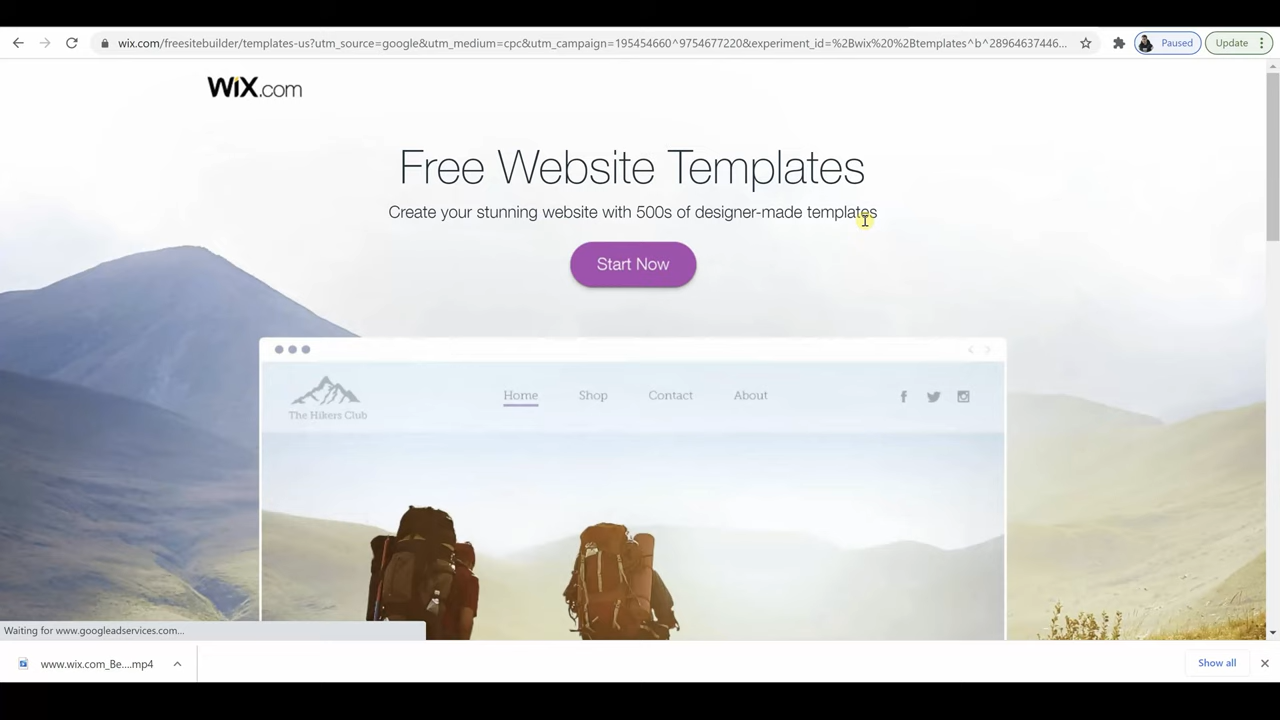 wix.com/freesitebuilder/templates-us?utm_source=google&utm_medium=cpc&utm_campaign=195454660^9754677220&experiment_id=%2Bwix%20%2Btemplates^b^28964637446...
Paused
Update
WiX.com
Free Website Templates
Create your stunning website with 500s of designer-made templates
Start Now
Home Shop Contact About
The Hikers Club
Waiting for www.googleadservices.com...
www.wix.com_Be....mp4
Show all